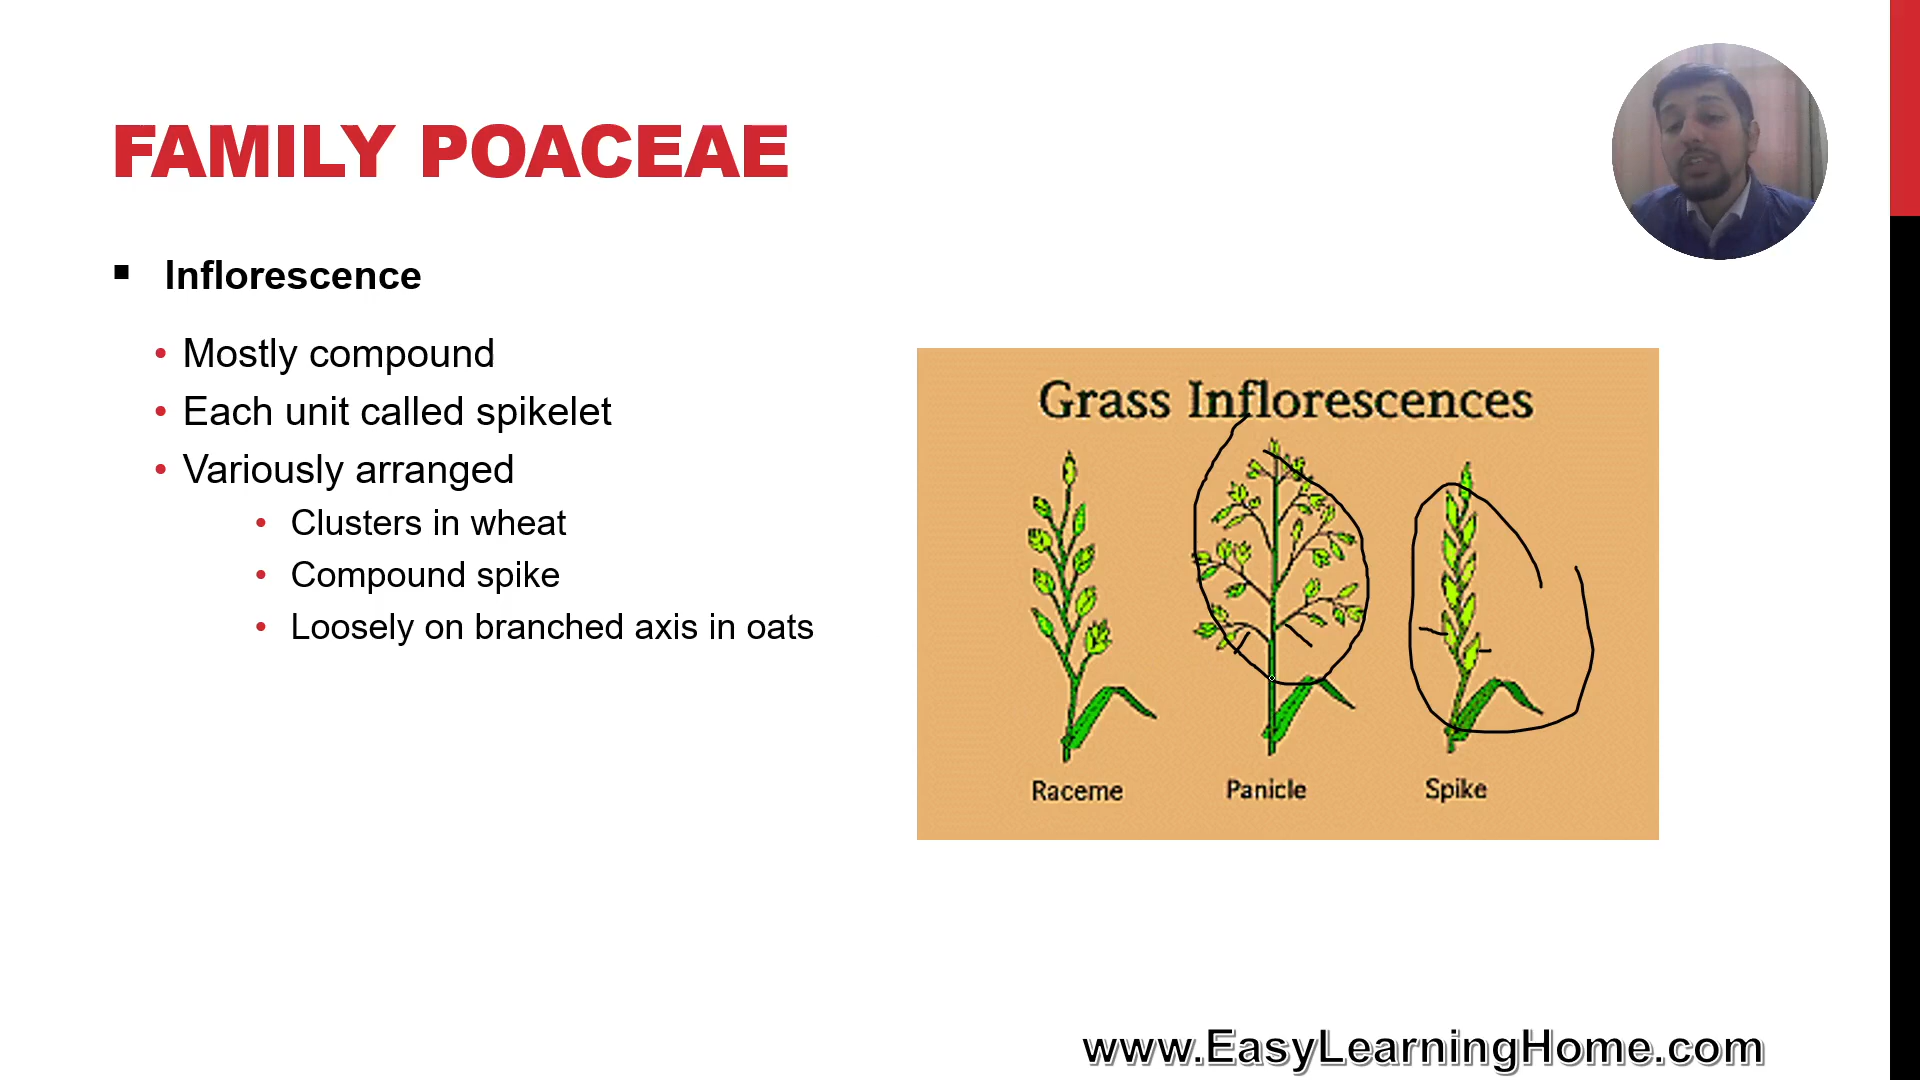 FAMILY POACEAE
▪ Inflorescence
• Mostly compound
• Each unit called spikelet
• Variously arranged
• Clusters in wheat
• Compound spike
• Loosely on branched axis in oats
Grass Inflorescences
Raceme Panicle Spike
www.EasyLearningHome.com